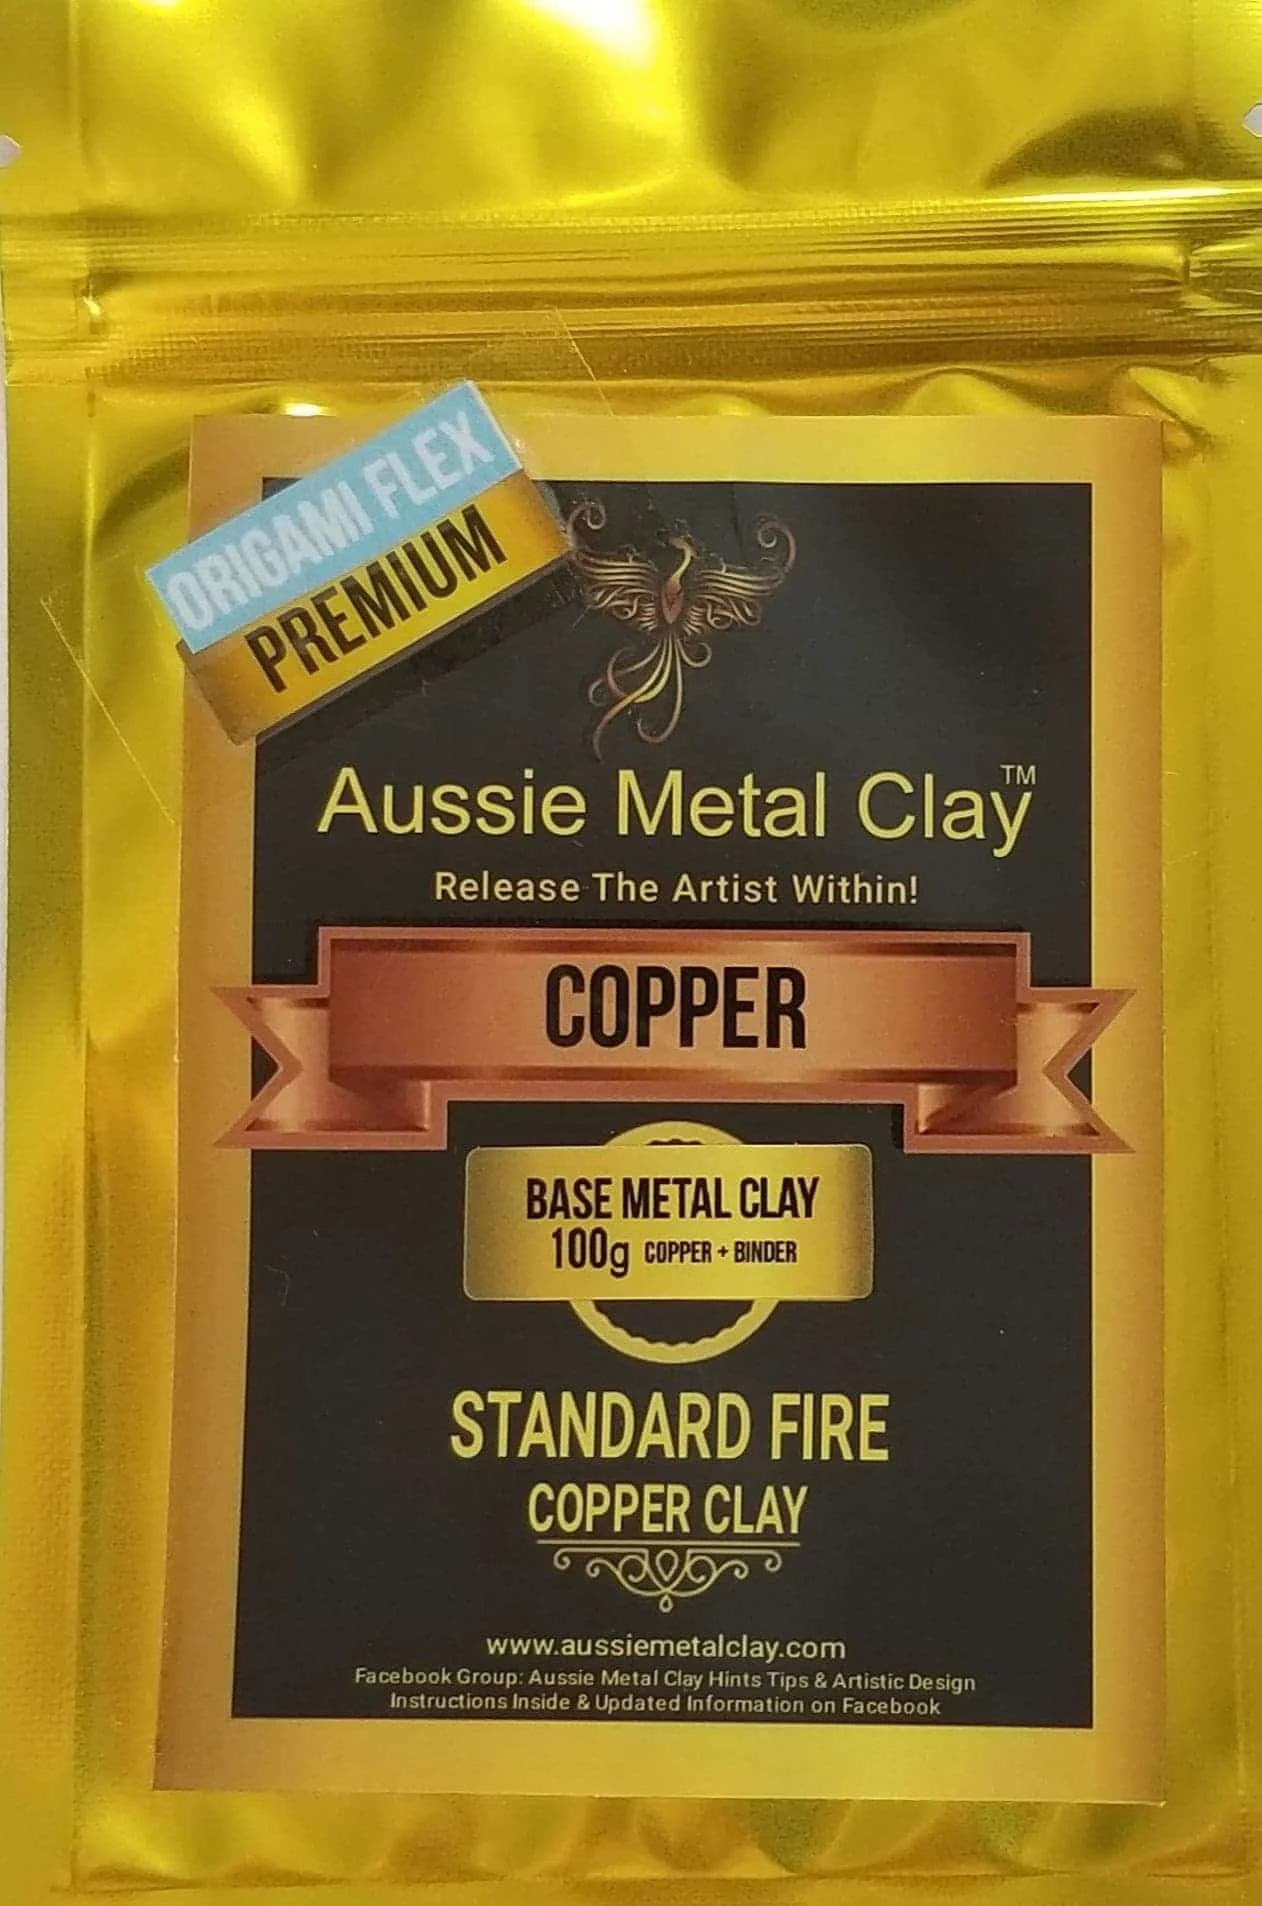 ORIGAMI FLEX
PREMIUM
Aussie Metal Clay™
Release The Artist Within!
COPPER
BASE METAL CLAY
100g COPPER + BINDER
STANDARD FIRE
COPPER CLAY
www.aussiemetalclay.com
Facebook Group: Aussie Metal Clay Hints Tips & Artistic Design
Instructions Inside & Updated Information on Facebook